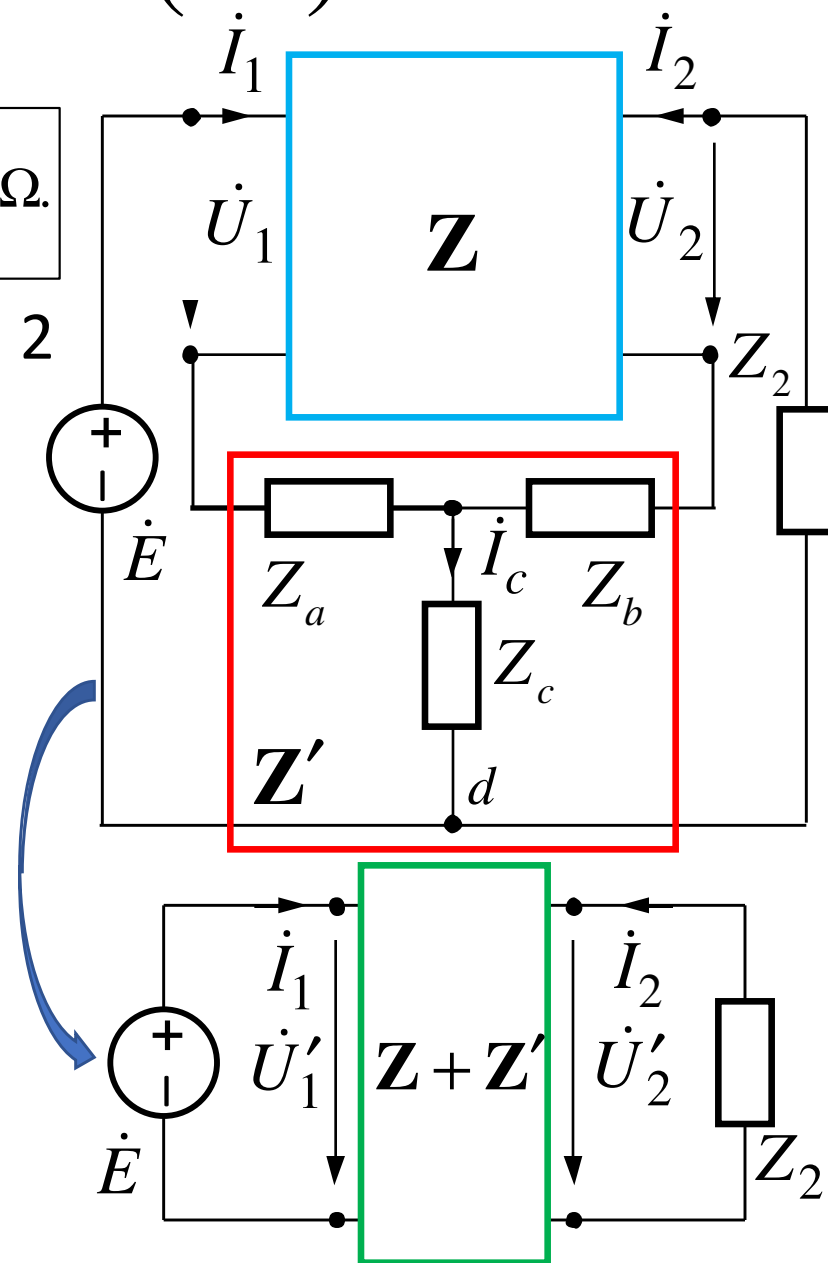 ( )
İ₁ İ₂
Ω.
U̇₁ Z U̇₂
2
Z₂
+
−
Ė
İc
Za Zb
Zc
Z′
d
İ₁ İ₂
+
−
U̇′₁ Z + Z′ U̇′₂
Ė
Z₂